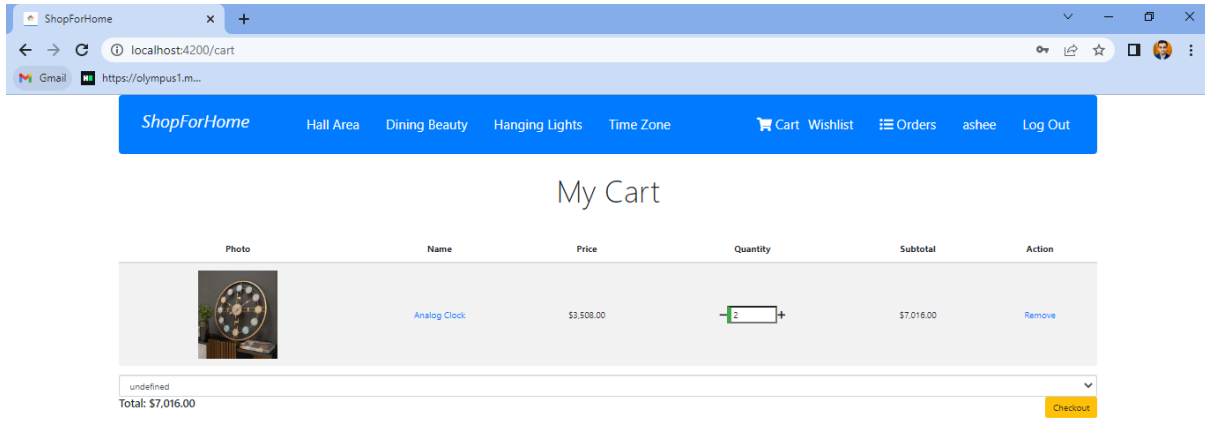 ShopForHome
localhost:4200/cart
Gmail https://olympus1.m...
ShopForHome Hall Area Dining Beauty Hanging Lights Time Zone Cart Wishlist Orders ashee Log Out
My Cart
Photo Name Price Quantity Subtotal Action
Analog Clock $3,508.00 2 $7,016.00 Remove
undefined
Total: $7,016.00 Checkout